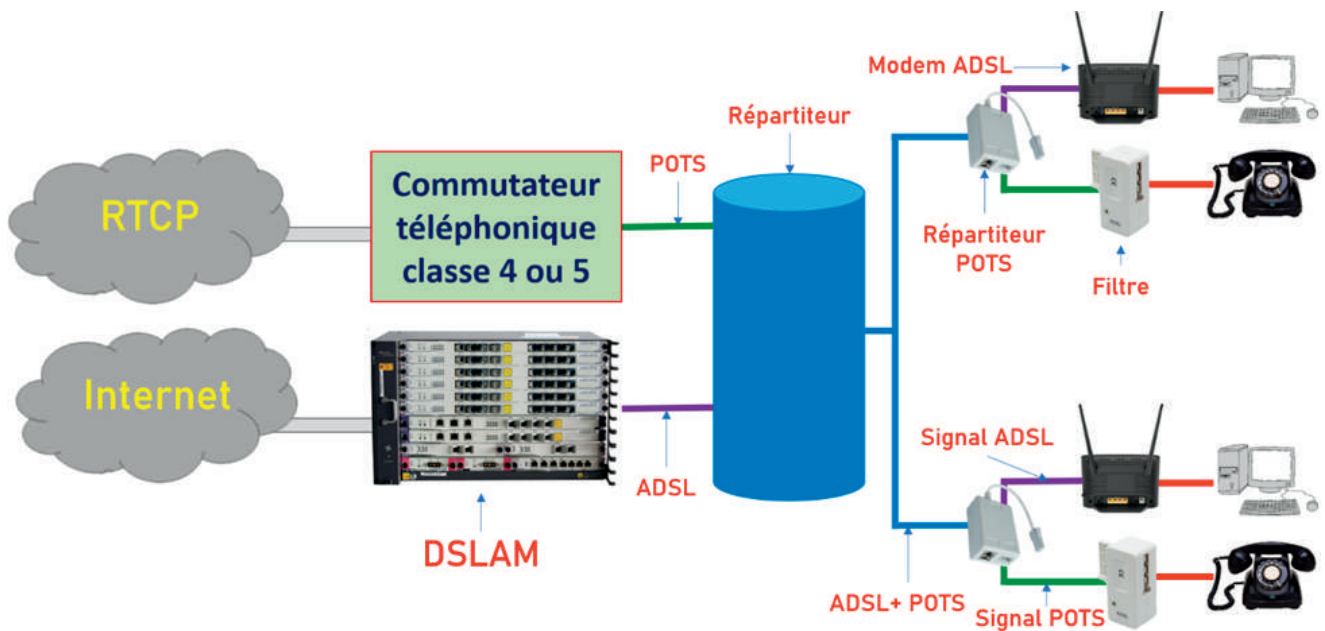 Modem ADSL
Répartiteur
POTS
RTCP
Commutateur
téléphonique
classe 4 ou 5
Répartiteur
POTS
Filtre
Internet
Signal ADSL
ADSL
DSLAM
ADSL+ POTS
Signal POTS